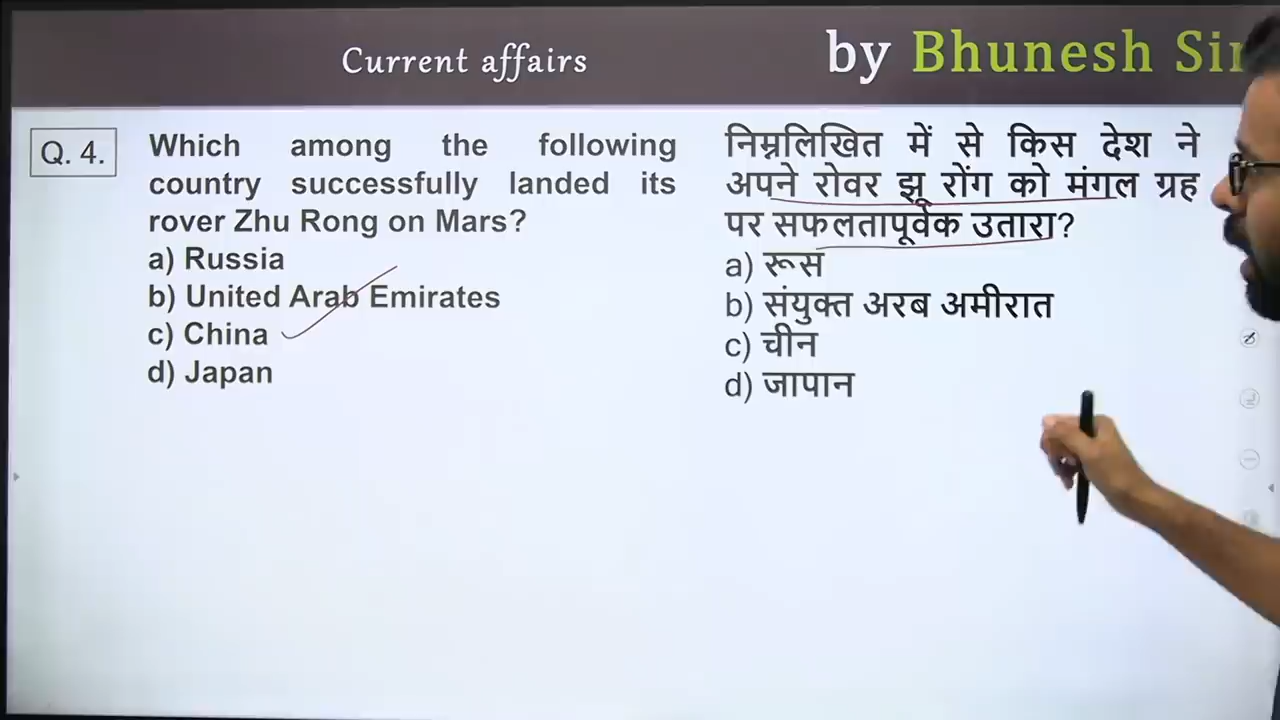 Current affairs
by Bhunesh
Q. 4.
Which among the following
country successfully landed its
rover Zhu Rong on Mars?
a) Russia
b) United Arab Emirates
c) China
d) Japan
निम्नलिखित में से किस देश ने
अपने रोवर झू रोंग को मंगल ग्रह
पर सफलतापूर्वक उतारा?
a) रूस
b) संयुक्त अरब अमीरात
c) चीन
d) जापान